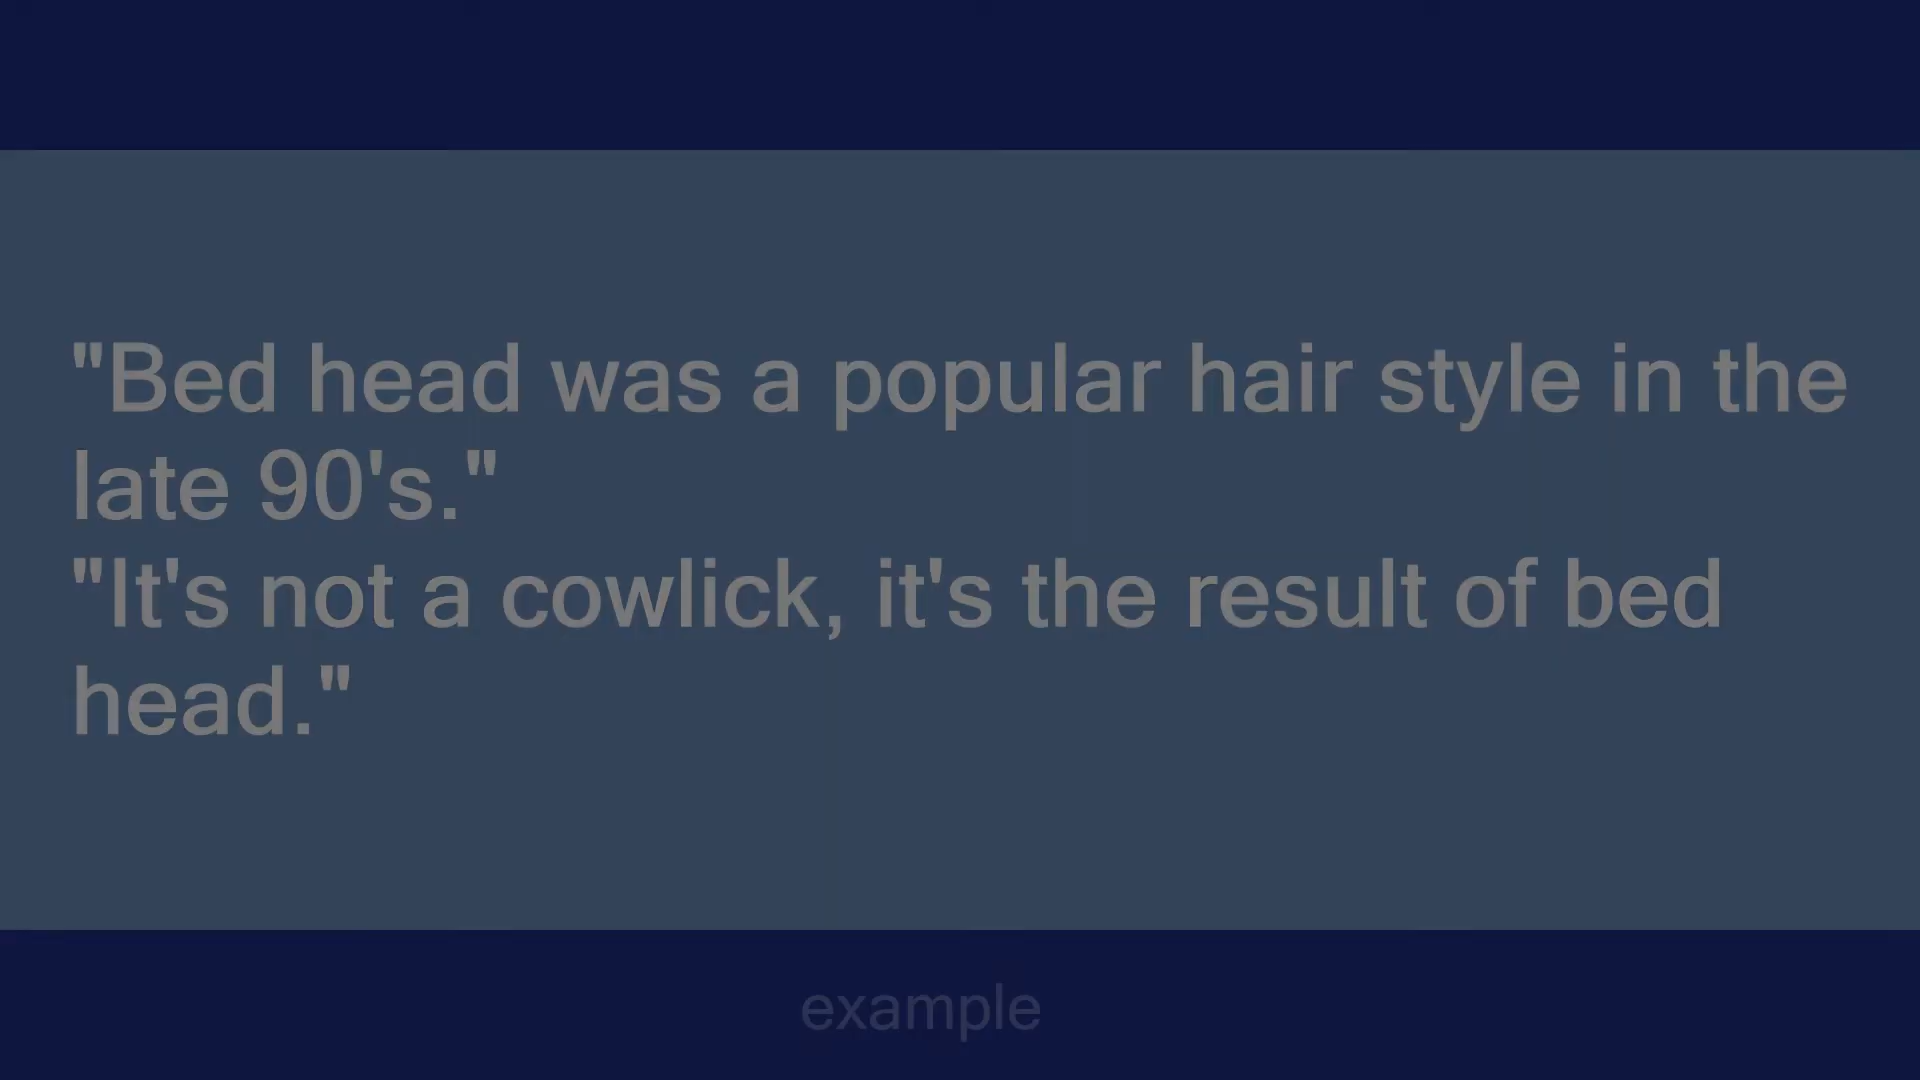 "Bed head was a popular hair style in the
late 90's."
"It's not a cowlick, it's the result of bed
head."
example